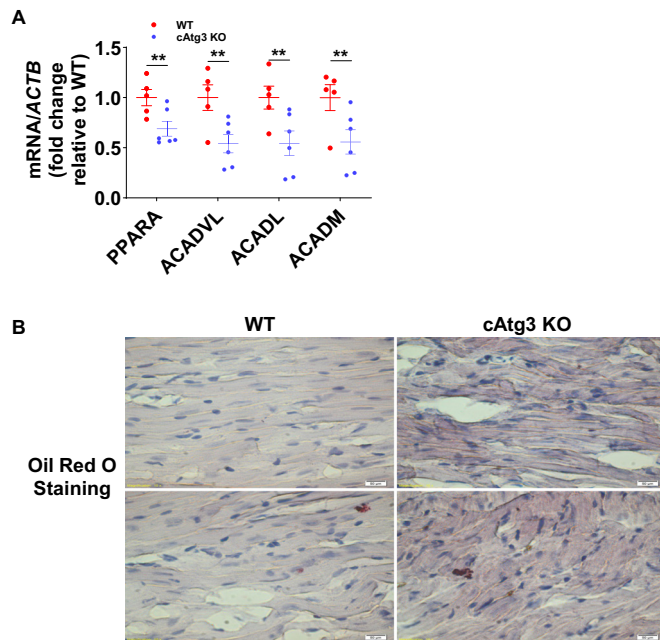 A
WT
cAtg3 KO
mRNA/ACTB
(fold change
relative to WT)
1.5
1.0
0.5
0.0
** ** ** **
PPARA ACADVL ACADL ACADM
B
WT cAtg3 KO
Oil Red O
Staining